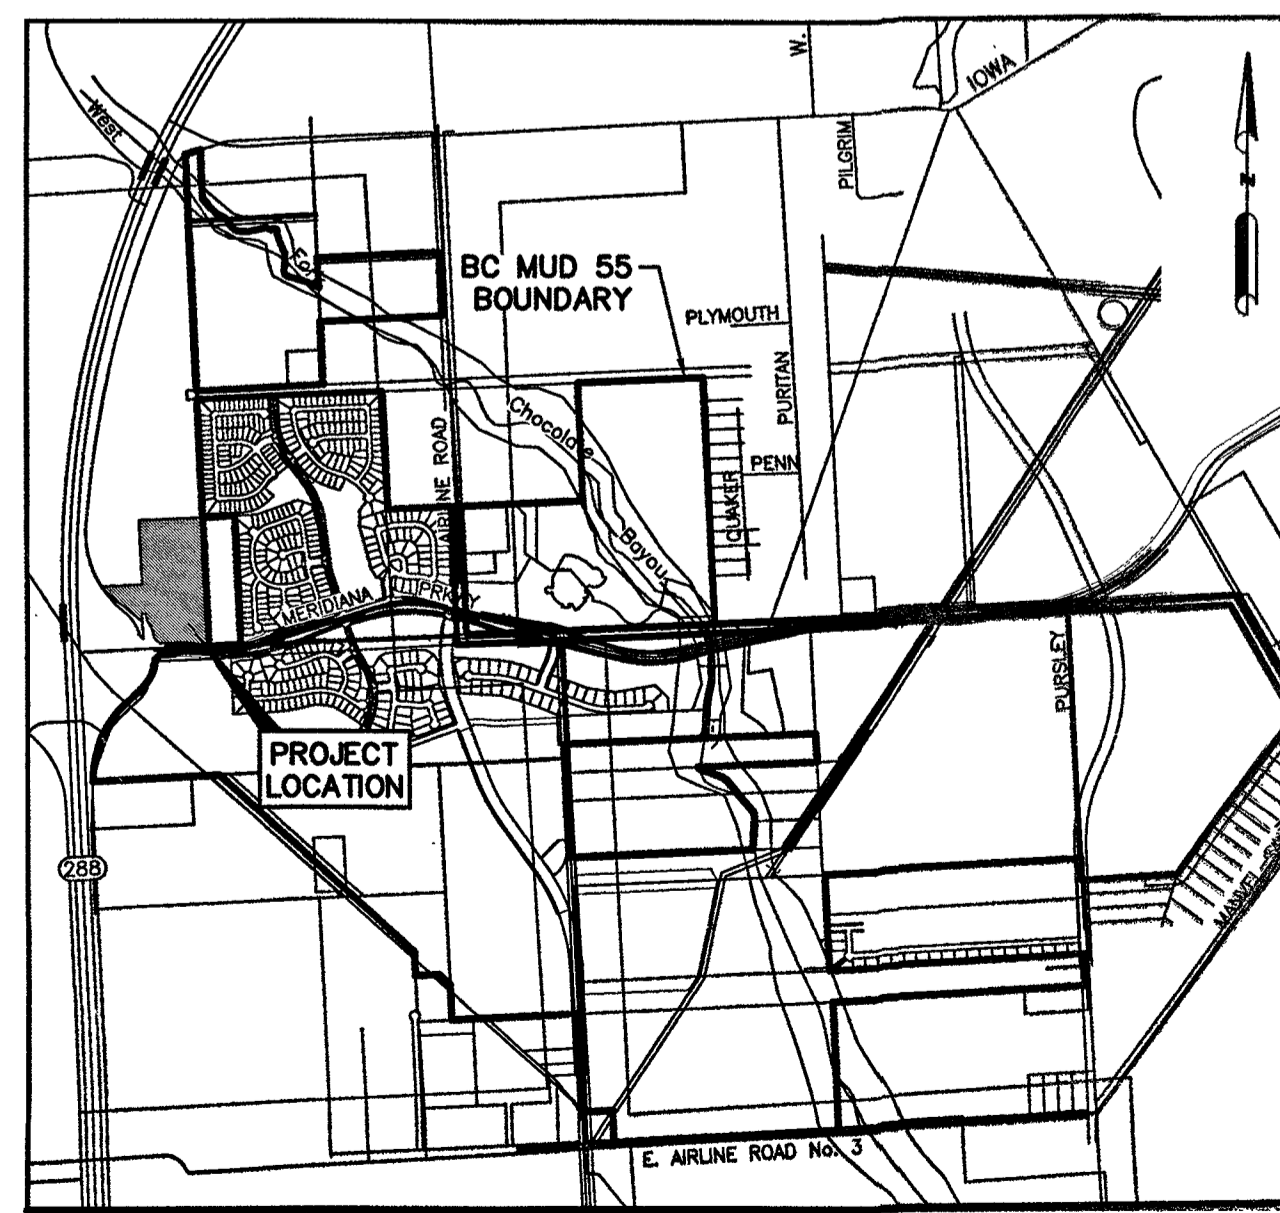 W.
IOWA
West
PILGRIM
N
BC MUD 55
BOUNDARY
PLYMOUTH
PURITAN
Chocolate
AIRLINE ROAD
PENN
QUAKER
Bayou
MERIDIANA PRKWY
PURSLEY
PROJECT
LOCATION
288
E. AIRLINE ROAD No. 3